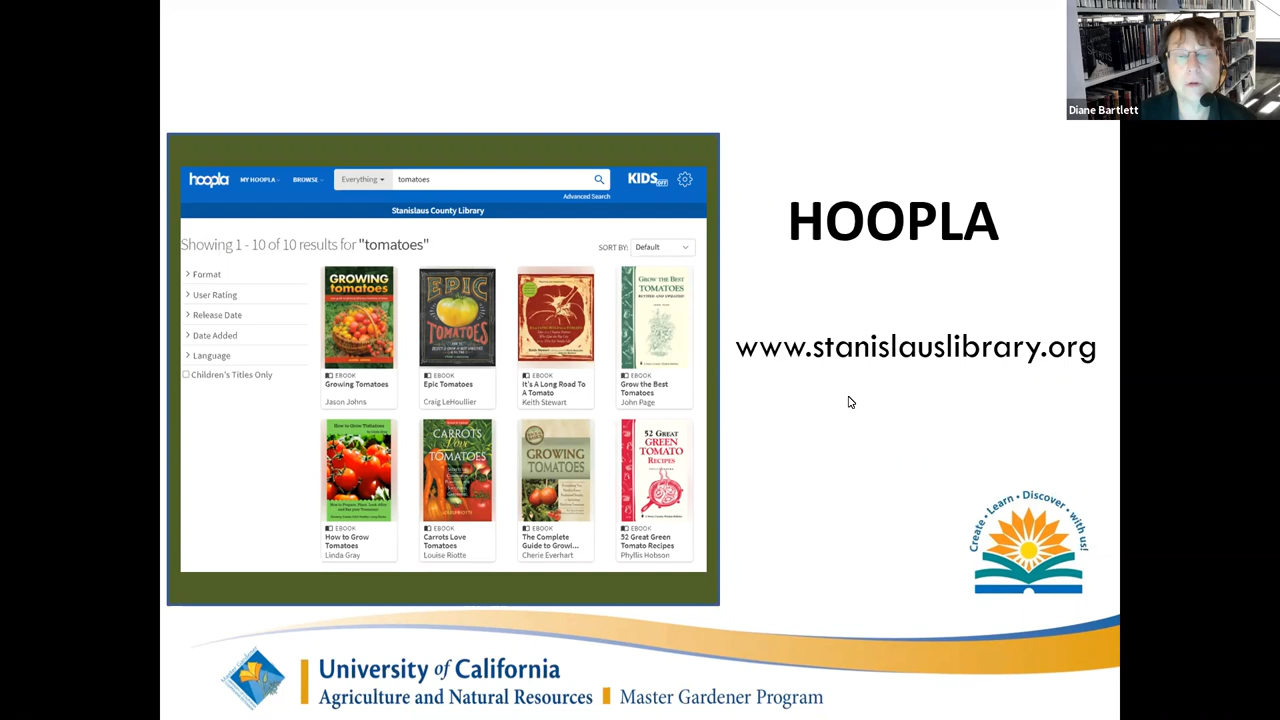 Diane Bartlett
hoopla
MY HOOPLA
BROWSE
Everything
tomatoes
KIDS OFF
Advanced Search
Stanislaus County Library
Showing 1 - 10 of 10 results for "tomatoes"
SORT BY: Default
Format
User Rating
Release Date
Date Added
Language
Children's Titles Only
GROWING
tomatoes
EPIC
TOMATOES
GROW THE BEST
TOMATOES
REVISED AND UPDATED
EBOOK
Growing Tomatoes
Jason Johns
EBOOK
Epic Tomatoes
Craig LeHoullier
EBOOK
It's A Long Road To
A Tomato
Keith Stewart
EBOOK
Grow the Best
Tomatoes
John Page
How to Grow Tomatoes
CARROTS
Love
TOMATOES
GROWING
TOMATOES
52 GREAT
GREEN
TOMATO
RECIPES
EBOOK
How to Grow
Tomatoes
Linda Gray
EBOOK
Carrots Love
Tomatoes
Louise Riotte
EBOOK
The Complete
Guide to Growi...
Cherie Everhart
EBOOK
52 Great Green
Tomato Recipes
Phyllis Hobson
HOOPLA
www.stanislauslibrary.org
Create • Learn • Discover • with us!
University of California
Agriculture and Natural Resources
Master Gardener Program